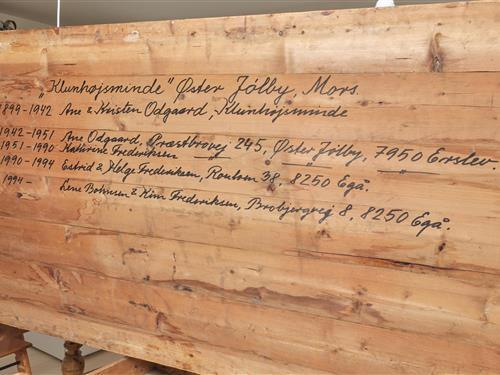 "Klunhøjsminde" Øster Jølby, Mors.
1899-1942 Ane & Kristen Odgaard, Klunhøjsminde
1942-1951 Ane Odgaard, Præstbrovej 245, Øster Jølby, 7950 Erslev.
1951-1990 Katrine Frederiksen — " — — " — — " —
1990-1994 Estrid & Helge Frederiksen, 38, 8250 Egå.
1994- Lene Bohnsen & Kim Frederiksen, Brobjergvej 8, 8250 Egå.